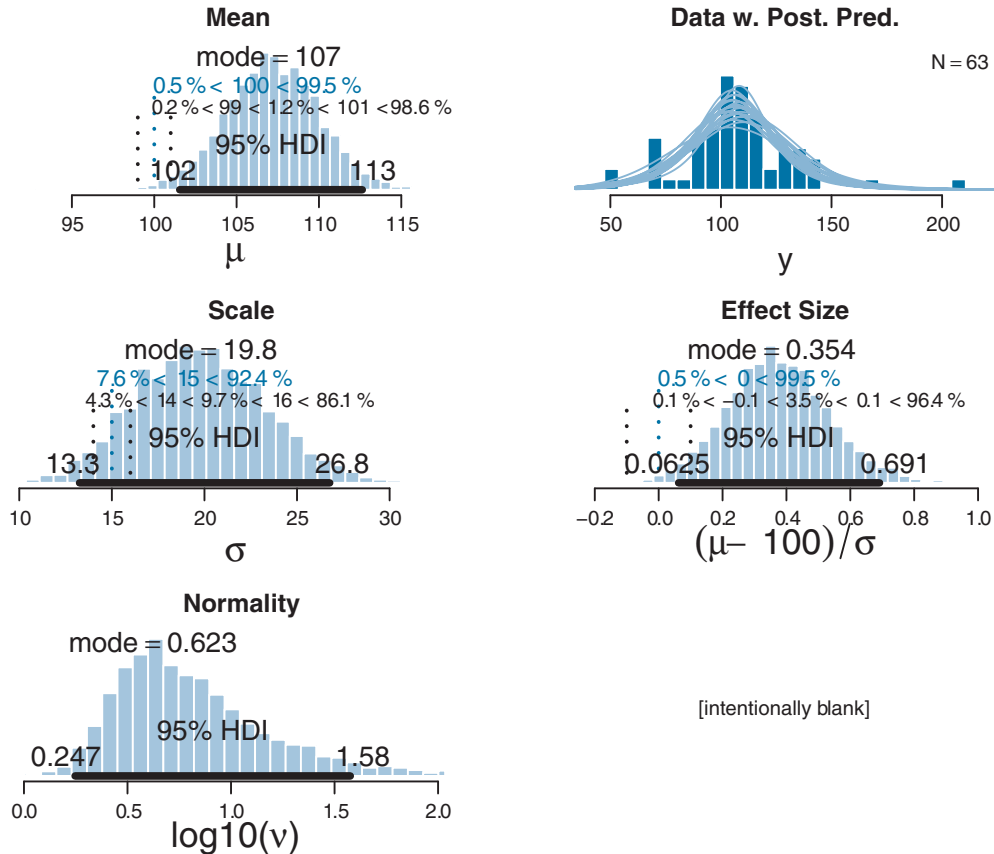 Mean
mode = 107
0.5 % < 100 < 99.5 %
0.2 % < 99 < 1.2 % < 101 < 98.6 %
95% HDI
102 113
95 100 105 110 115
μ
Data w. Post. Pred.
N = 63
50 100 150 200
y
Scale
mode = 19.8
7.6 % < 15 < 92.4 %
4.3 % < 14 < 9.7 % < 16 < 86.1 %
95% HDI
13.3 26.8
10 15 20 25 30
σ
Effect Size
mode = 0.354
0.5 % < 0 < 99.5 %
0.1 % < −0.1 < 3.5 % < 0.1 < 96.4 %
95% HDI
0.0625 0.691
−0.2 0.0 0.2 0.4 0.6 0.8 1.0
(μ− 100)/σ
Normality
mode = 0.623
95% HDI
0.247 1.58
0.0 0.5 1.0 1.5 2.0
log10(ν)
[intentionally blank]